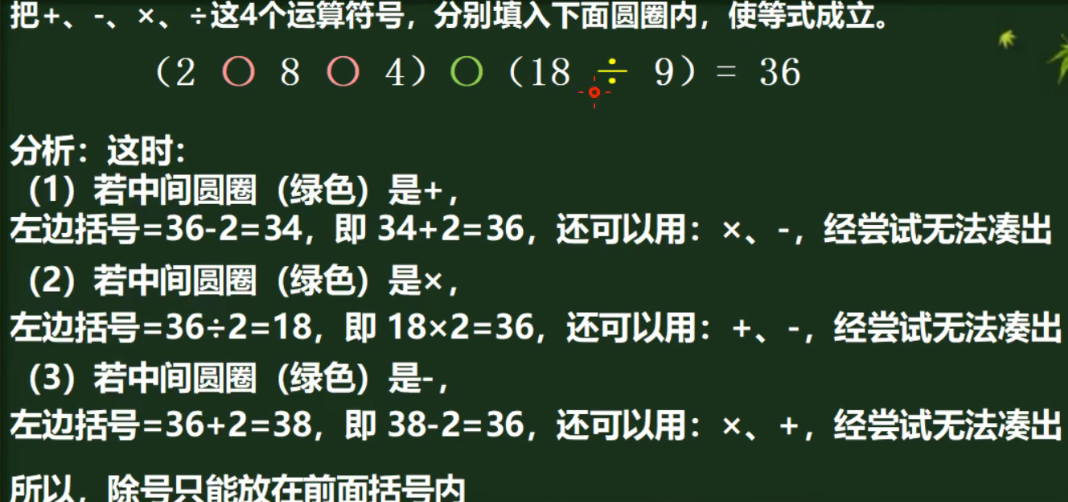 把+、-、×、÷这4个运算符号，分别填入下面圆圈内，使等式成立。
（2 ○ 8 ○ 4）○（18 ÷ 9）= 36
分析：这时：
（1）若中间圆圈（绿色）是+，
左边括号=36-2=34，即 34+2=36，还可以用：×、-，经尝试无法凑出
（2）若中间圆圈（绿色）是×，
左边括号=36÷2=18，即 18×2=36，还可以用：+、-，经尝试无法凑出
（3）若中间圆圈（绿色）是-，
左边括号=36+2=38，即 38-2=36，还可以用：×、+，经尝试无法凑出
所以，除号只能放在前面括号内